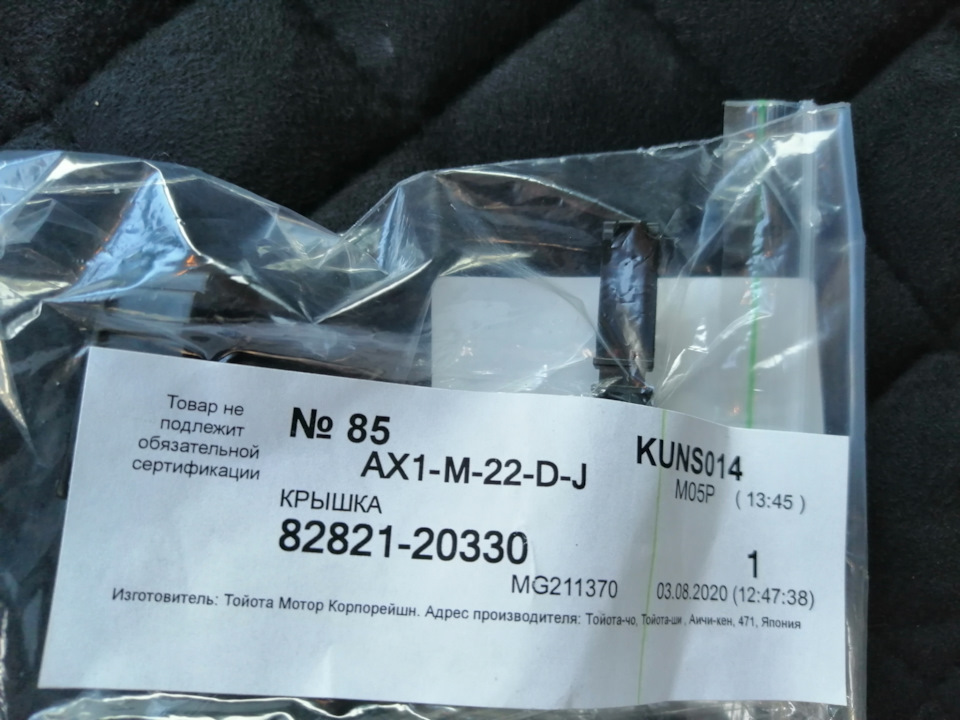 Товар не
подлежит
обязательной
сертификации
№ 85
AX1-M-22-D-J
KUNS014
M05P ( 13:45 )
КРЫШКА
82821-20330
1
MG211370
03.08.2020 (12:47:38)
Изготовитель: Тойота Мотор Корпорейшн. Адрес производителя: Тойота-чо, Тойота-ши , Аичи-кен, 471, Япония